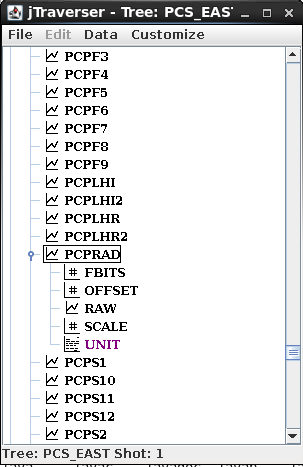 jTraverser - Tree: PCS_EAST
File Edit Data Customize
PCPF3
PCPF4
PCPF5
PCPF6
PCPF7
PCPF8
PCPF9
PCPLHI
PCPLHI2
PCPLHR
PCPLHR2
PCPRAD
# FBITS
# OFFSET
RAW
# SCALE
UNIT
PCPS1
PCPS10
PCPS11
PCPS12
PCPS2
Tree: PCS_EAST Shot: 1